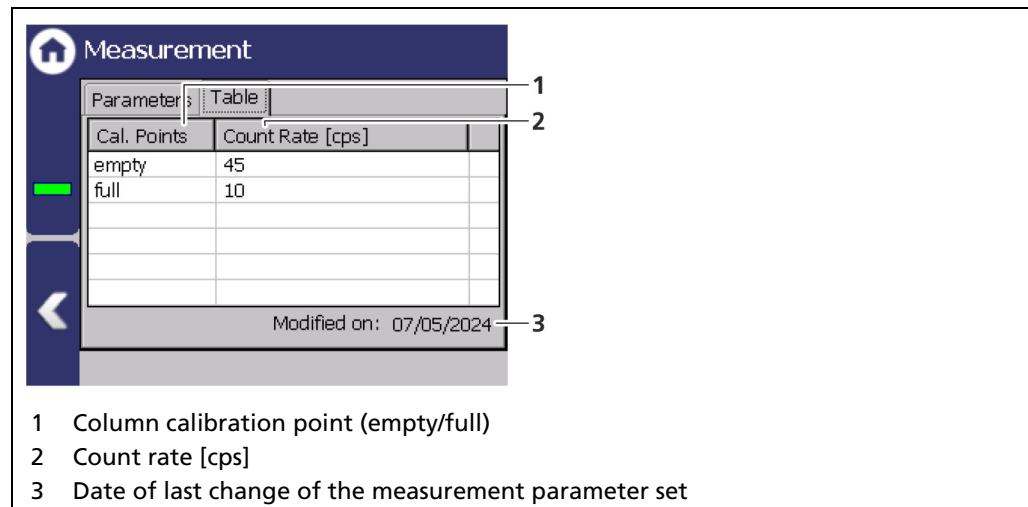 Measurement
Parameters Table
1
Cal. Points Count Rate [cps]
2
empty 45
full 10
Modified on: 07/05/2024
3
1 Column calibration point (empty/full)
2 Count rate [cps]
3 Date of last change of the measurement parameter set